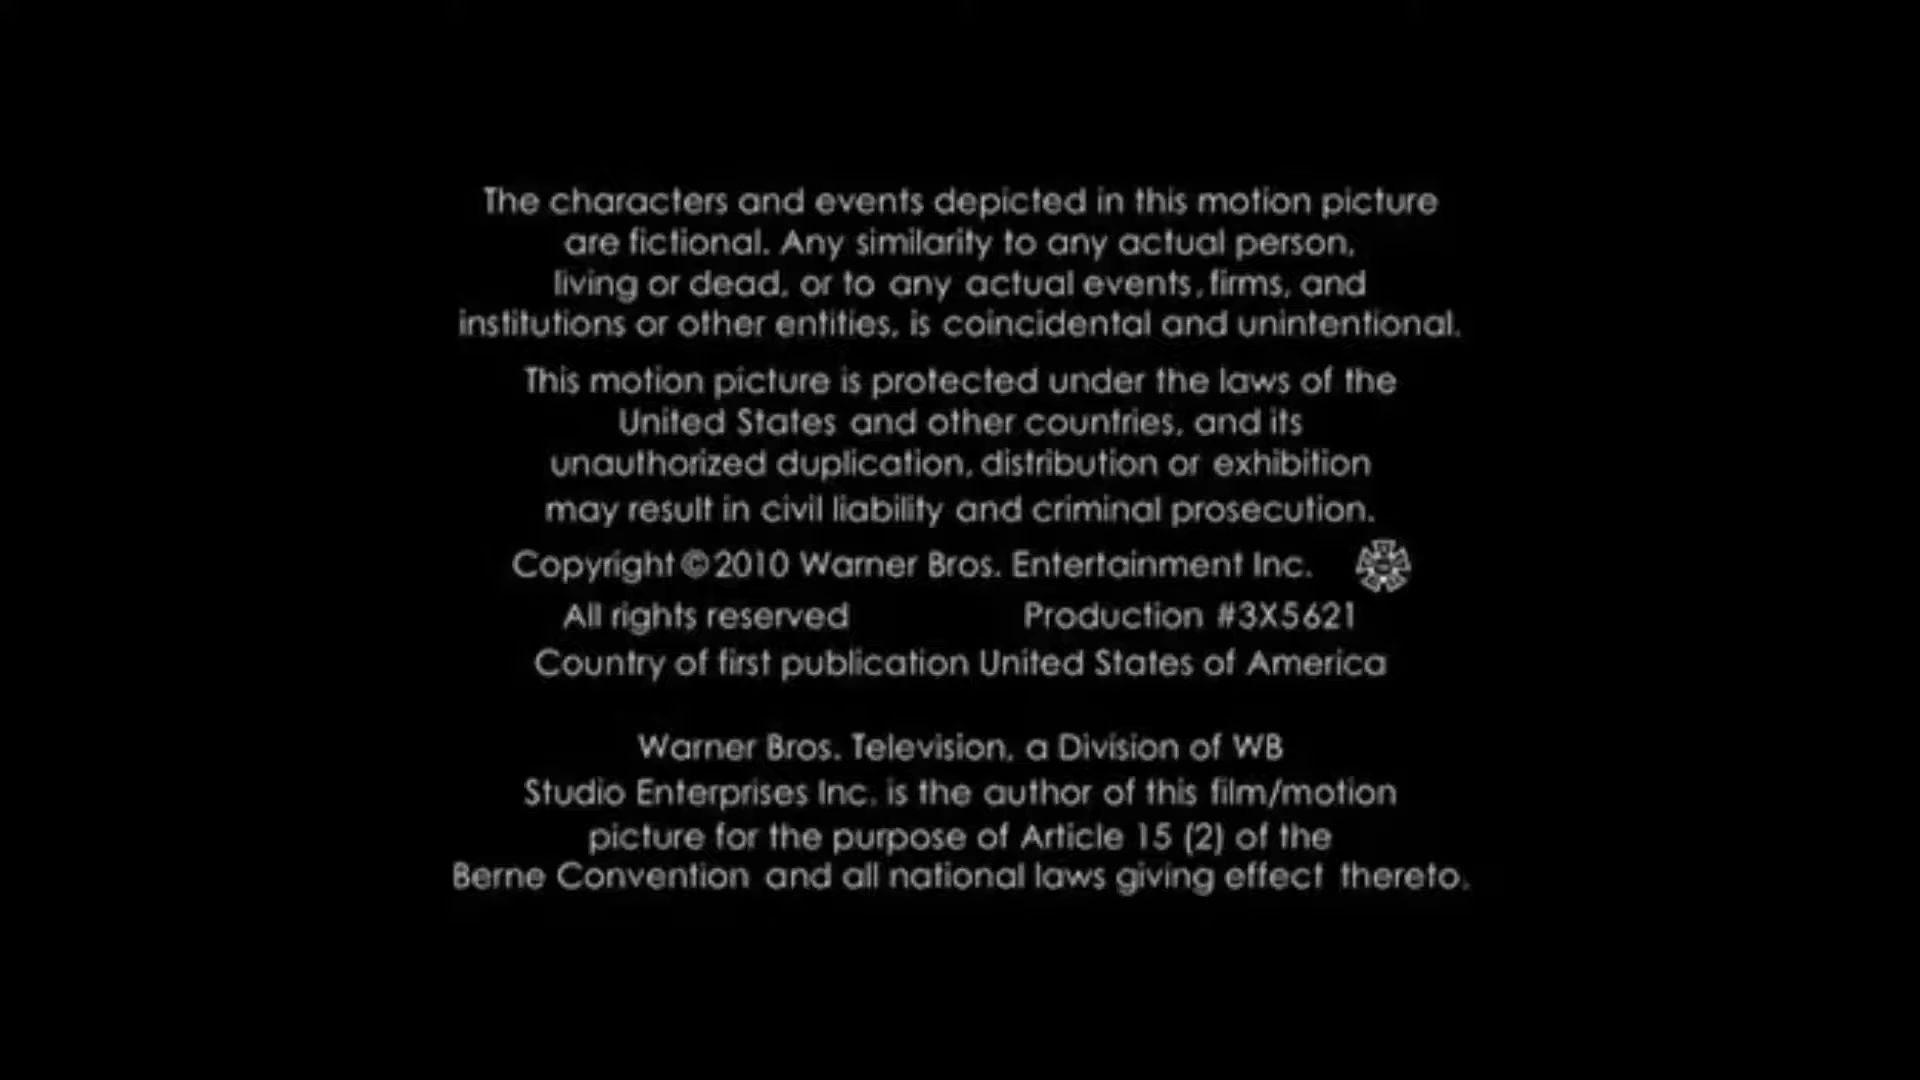 The characters and events depicted in this motion picture
are fictional. Any similarity to any actual person,
living or dead, or to any actual events, firms, and
institutions or other entities, is coincidental and unintentional.
This motion picture is protected under the laws of the
United States and other countries, and its
unauthorized duplication, distribution or exhibition
may result in civil liability and criminal prosecution.
Copyright ©2010 Warner Bros. Entertainment Inc.
All rights reserved Production #3X5621
Country of first publication United States of America
Warner Bros. Television, a Division of WB
Studio Enterprises Inc. is the author of this film/motion
picture for the purpose of Article 15 (2) of the
Berne Convention and all national laws giving effect thereto.